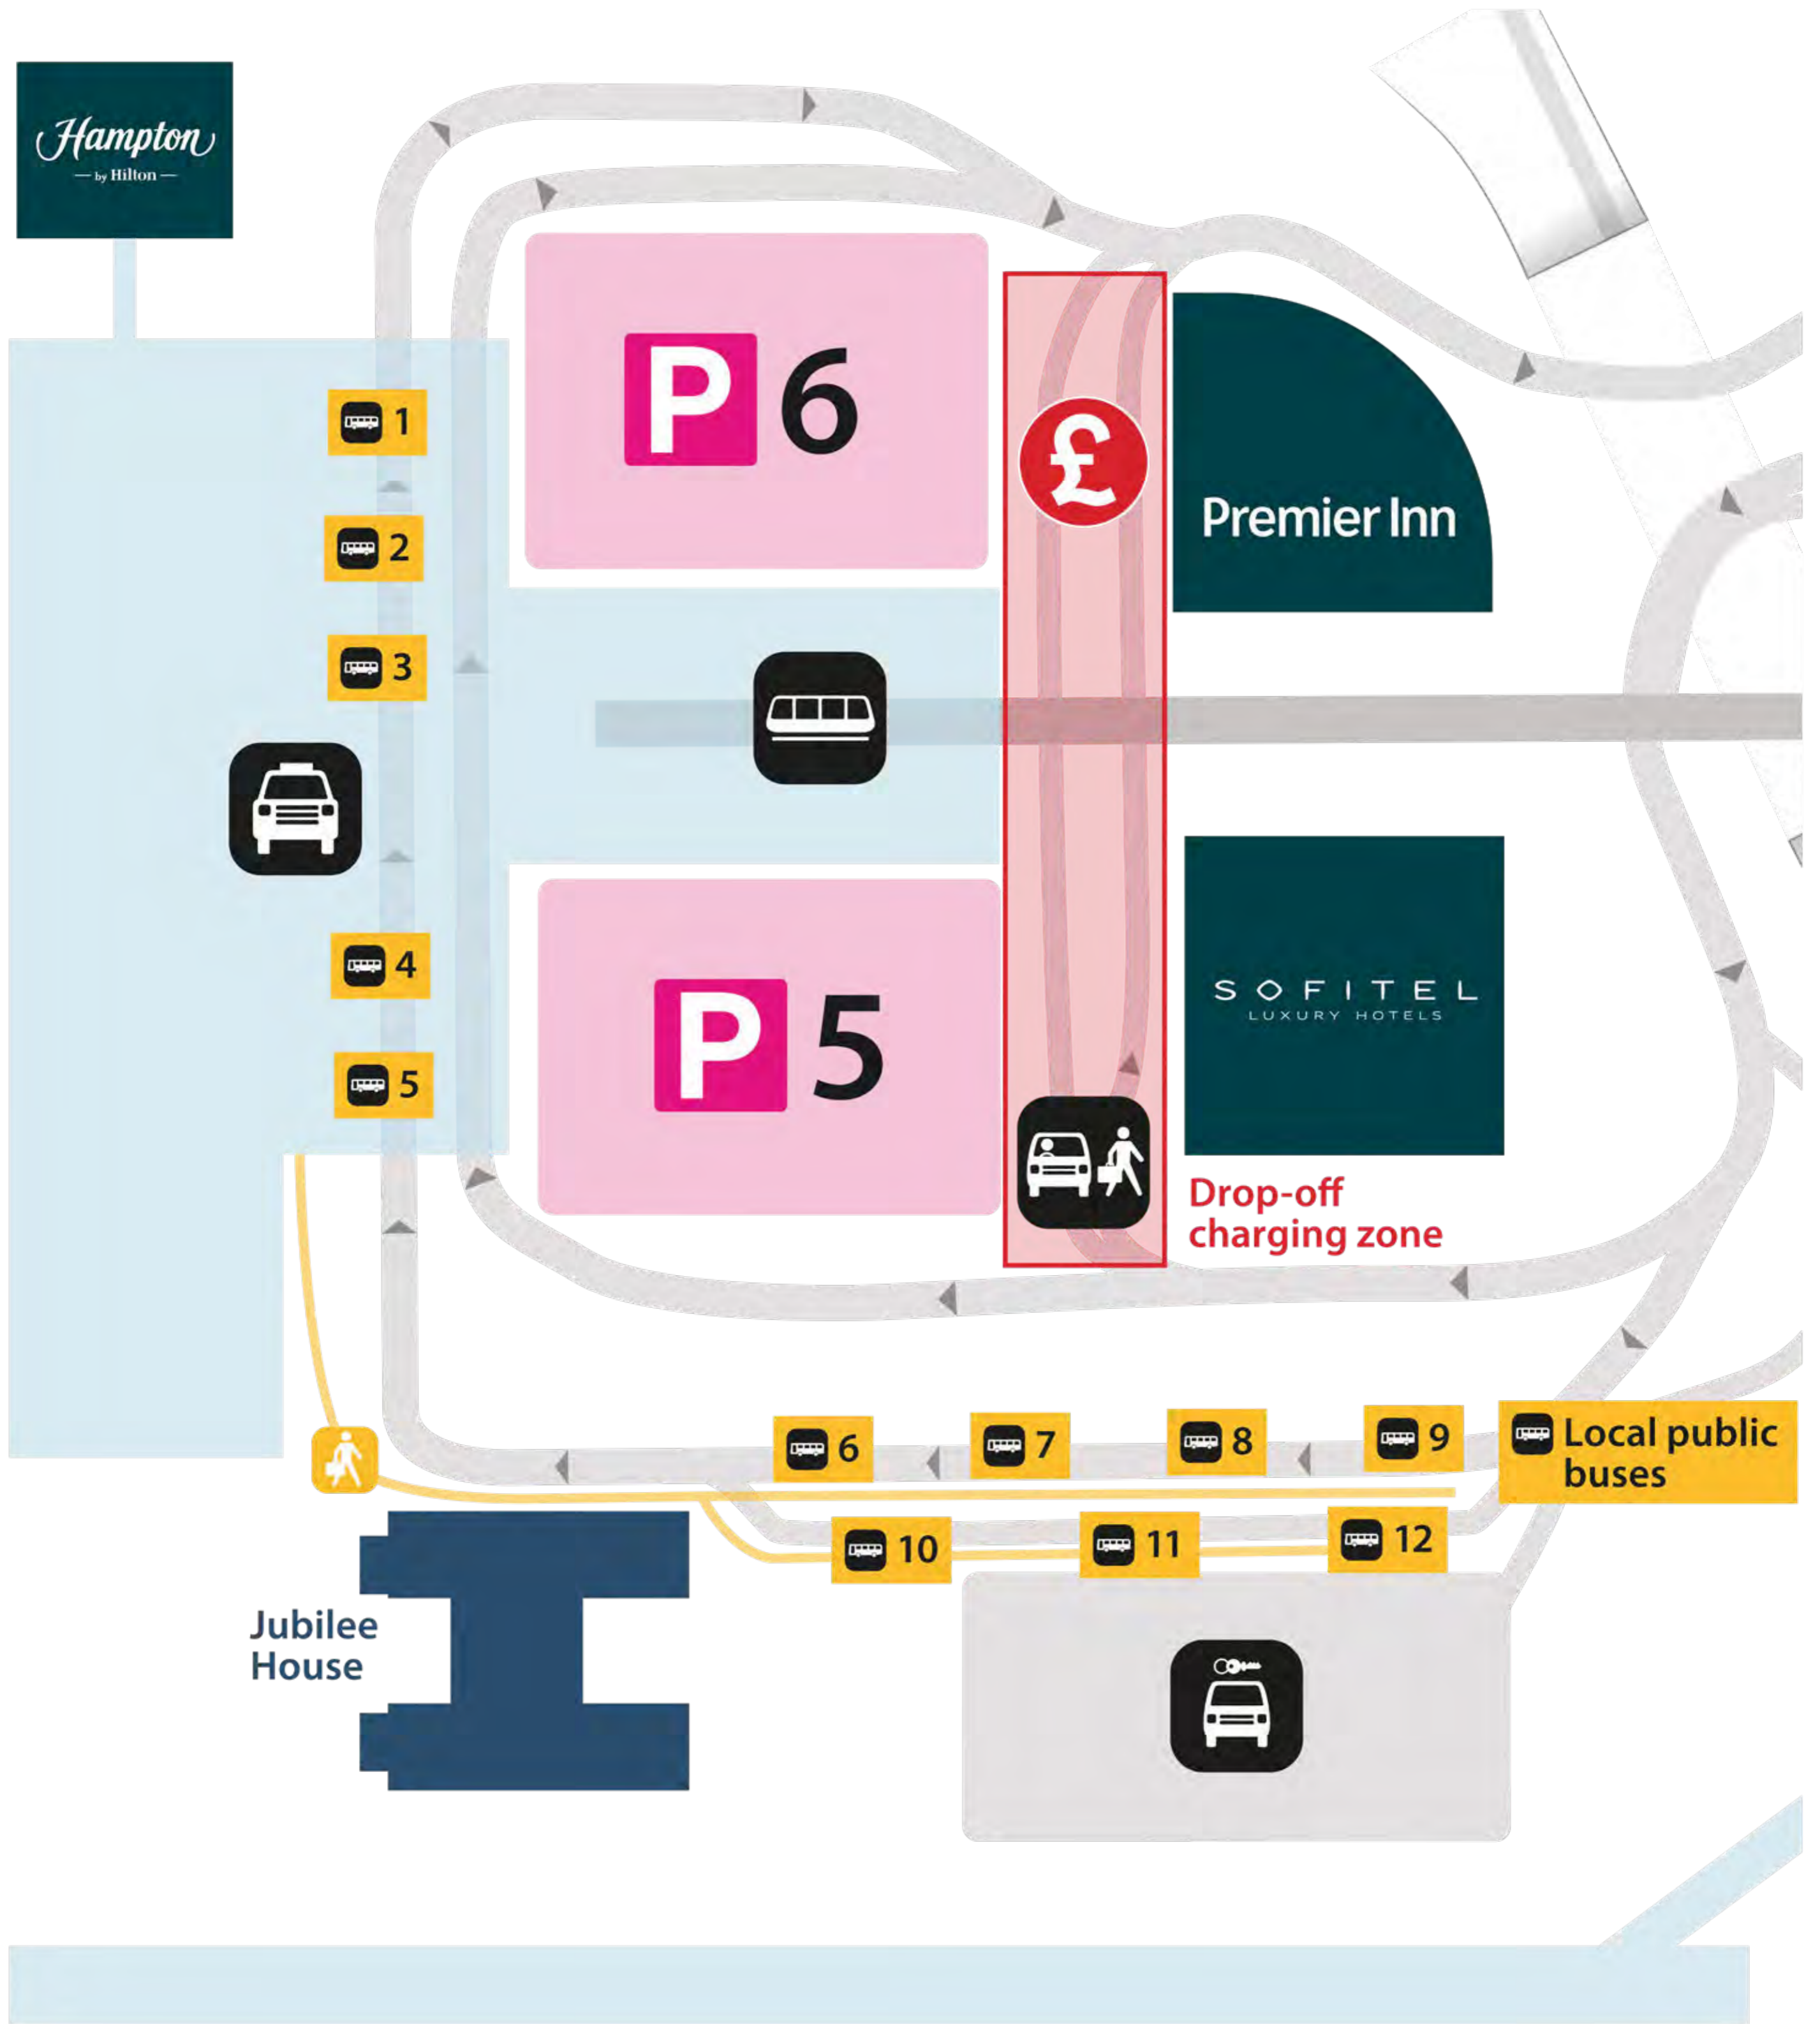 Hampton
by Hilton
1
P 6
£
2
Premier Inn
3
4
SOFITEL
LUXURY HOTELS
P 5
5
Drop-off
charging zone
6
7
8
9
Local public
buses
10
11
12
Jubilee
House